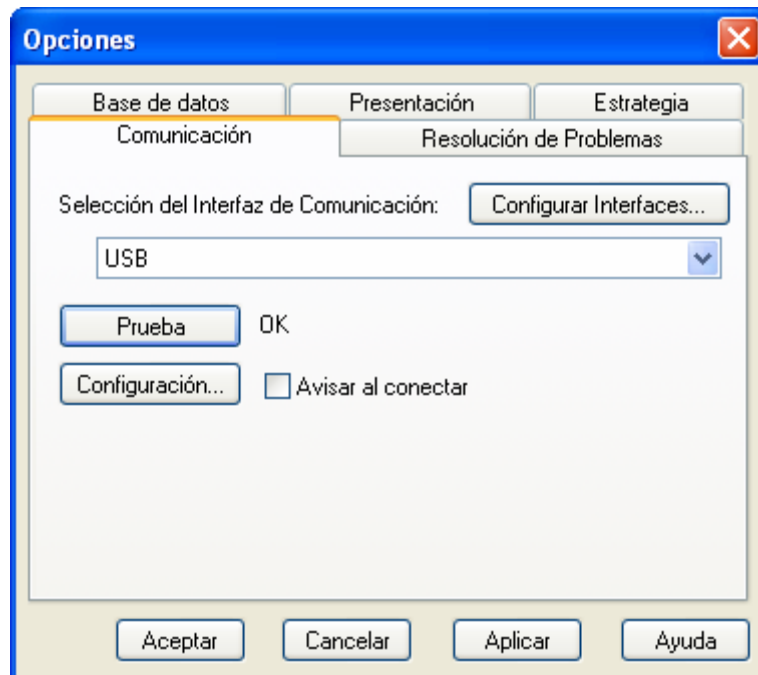 Opciones
Base de datos Presentación Estrategia
Comunicación Resolución de Problemas
Selección del Interfaz de Comunicación: Configurar Interfaces...
USB
Prueba OK
Configuración... Avisar al conectar
Aceptar Cancelar Aplicar Ayuda